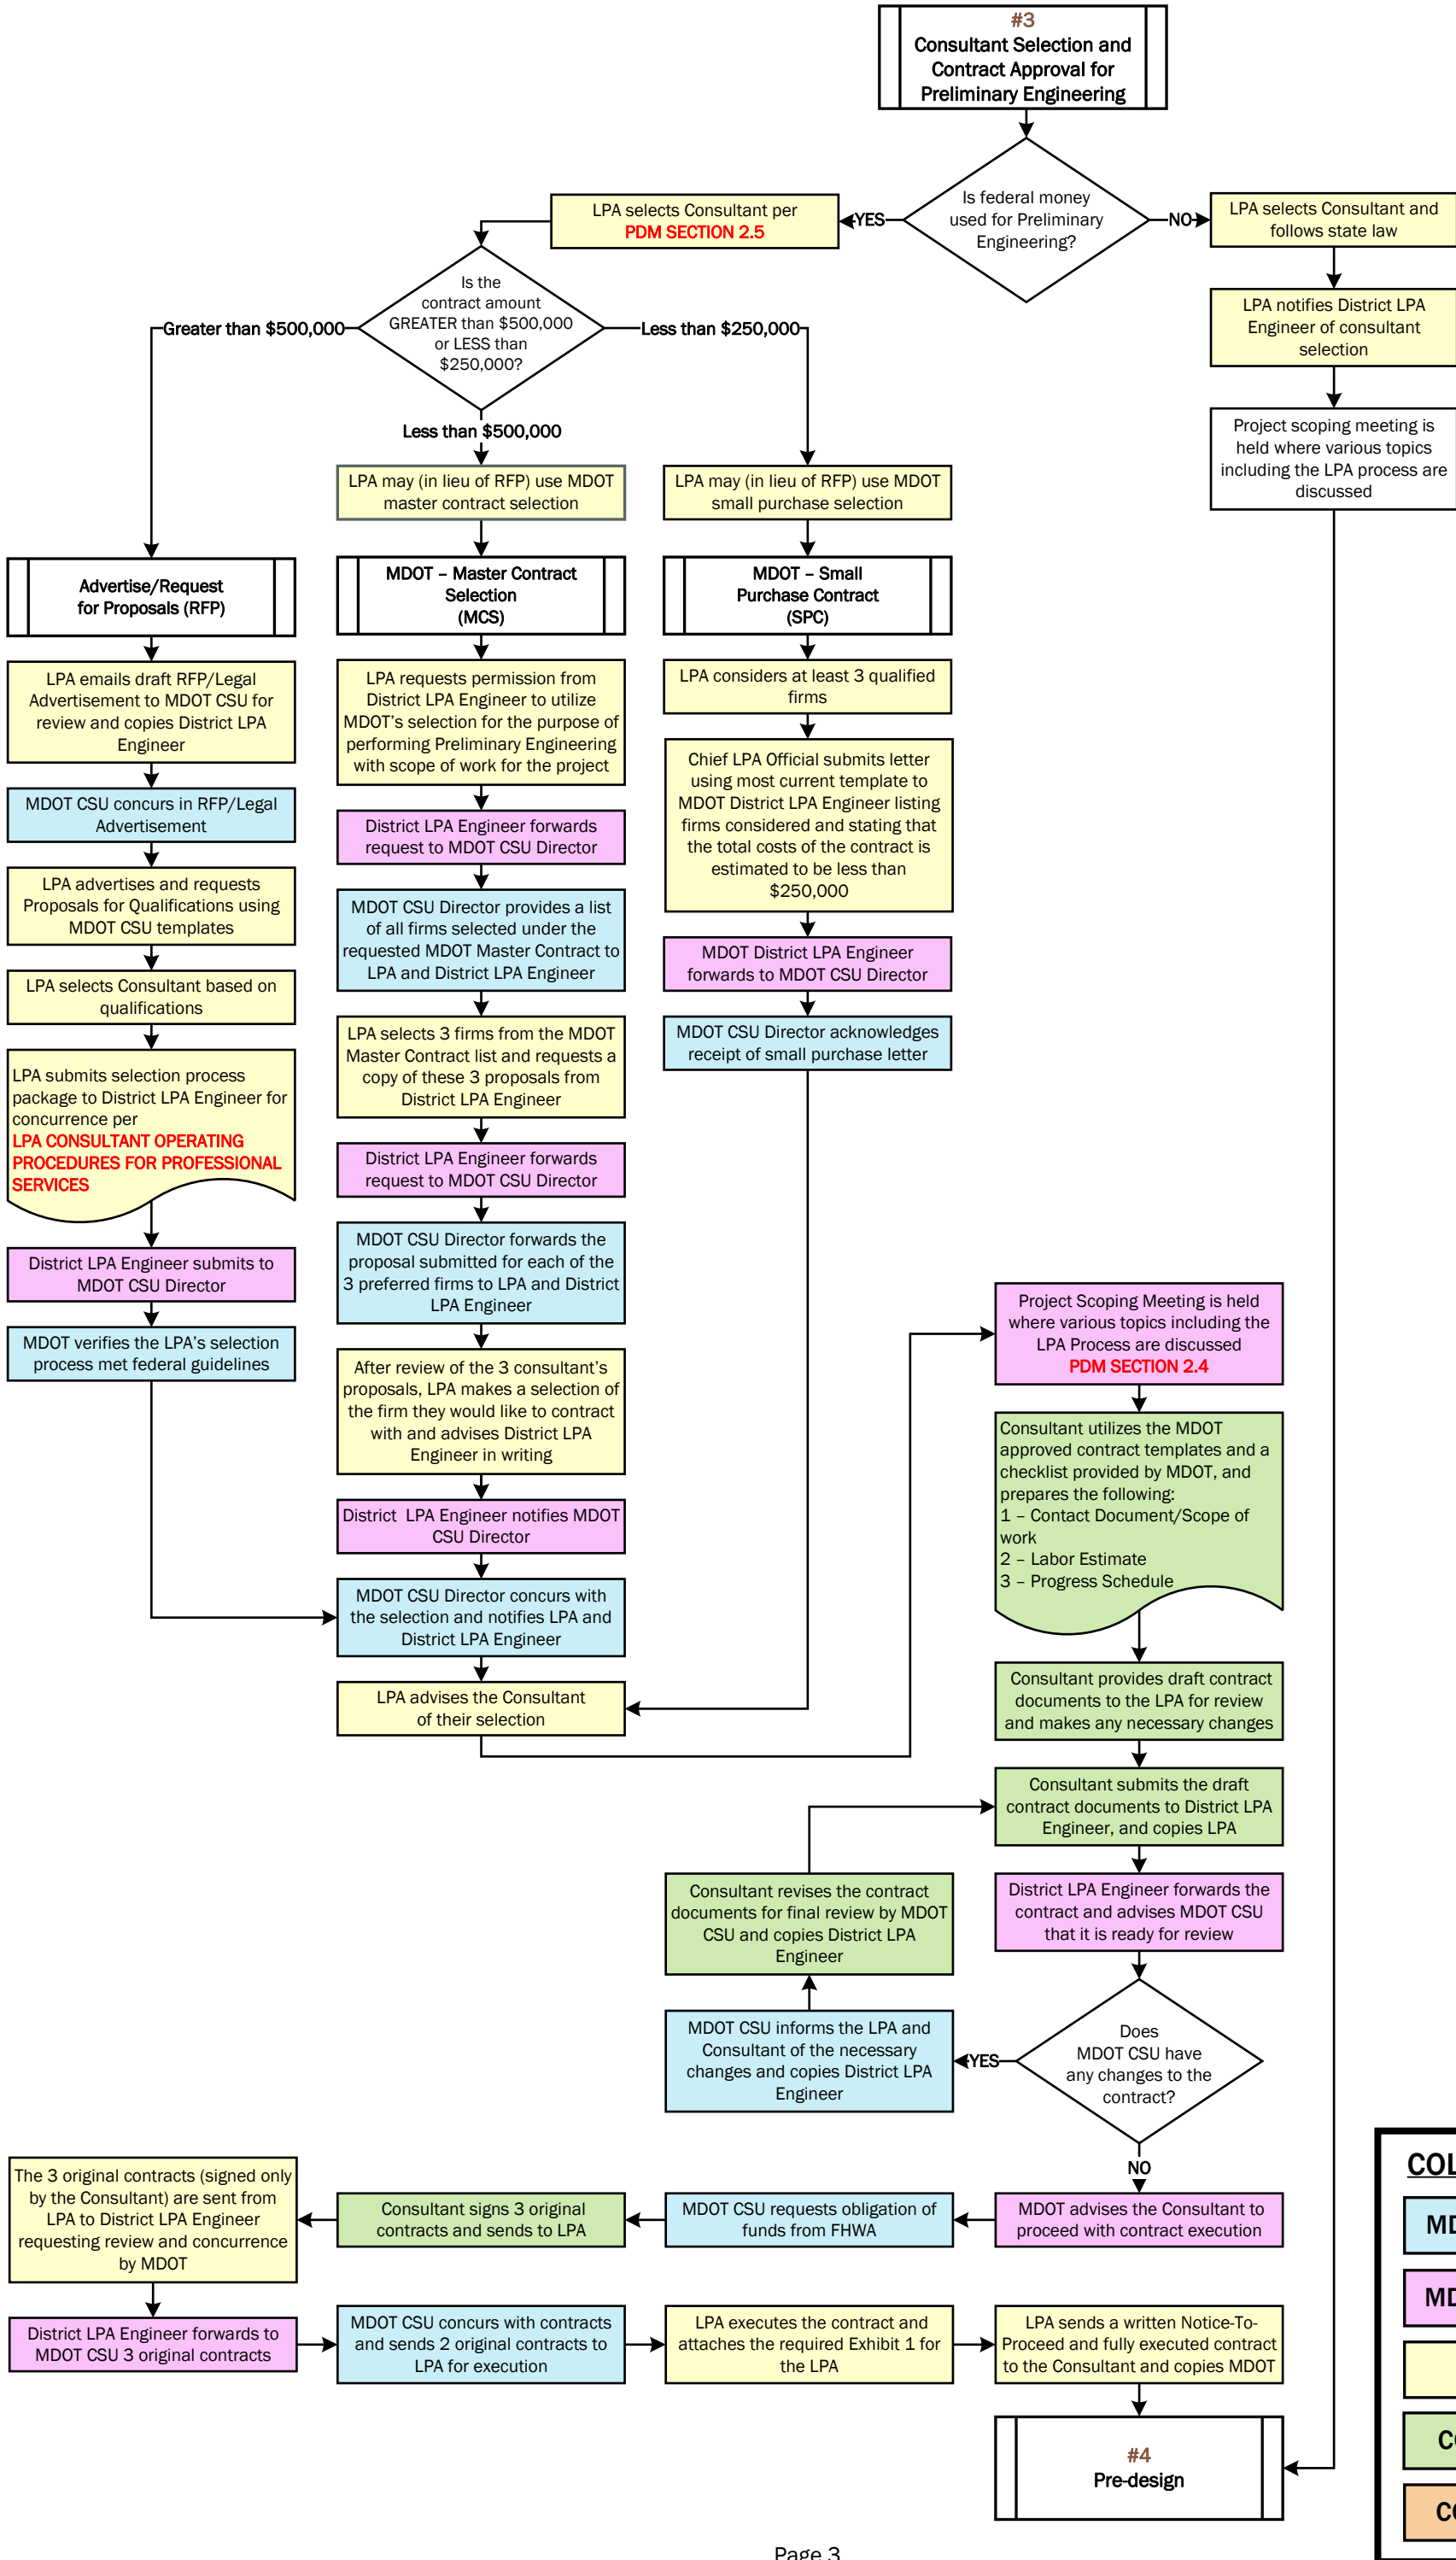 #3
Consultant Selection and
Contract Approval for
Preliminary Engineering
Is federal money
used for Preliminary
Engineering?
YES
NO
LPA selects Consultant per
PDM SECTION 2.5
LPA selects Consultant and
follows state law
LPA notifies District LPA
Engineer of consultant
selection
Project scoping meeting is
held where various topics
including the LPA process are
discussed
Is the
contract amount
GREATER than $500,000
or LESS than
$250,000?
Greater than $500,000
Less than $250,000
Less than $500,000
LPA may (in lieu of RFP) use MDOT
master contract selection
LPA may (in lieu of RFP) use MDOT
small purchase selection
Advertise/Request
for Proposals (RFP)
LPA emails draft RFP/Legal
Advertisement to MDOT CSU for
review and copies District LPA
Engineer
MDOT CSU concurs in RFP/Legal
Advertisement
LPA advertises and requests
Proposals for Qualifications using
MDOT CSU templates
LPA selects Consultant based on
qualifications
LPA submits selection process
package to District LPA Engineer for
concurrence per
LPA CONSULTANT OPERATING
PROCEDURES FOR PROFESSIONAL
SERVICES
District LPA Engineer submits to
MDOT CSU Director
MDOT verifies the LPA's selection
process met federal guidelines
MDOT – Master Contract
Selection
(MCS)
LPA requests permission from
District LPA Engineer to utilize
MDOT's selection for the purpose of
performing Preliminary Engineering
with scope of work for the project
District LPA Engineer forwards
request to MDOT CSU Director
MDOT CSU Director provides a list
of all firms selected under the
requested MDOT Master Contract to
LPA and District LPA Engineer
LPA selects 3 firms from the MDOT
Master Contract list and requests a
copy of these 3 proposals from
District LPA Engineer
District LPA Engineer forwards
request to MDOT CSU Director
MDOT CSU Director forwards the
proposal submitted for each of the
3 preferred firms to LPA and District
LPA Engineer
After review of the 3 consultant's
proposals, LPA makes a selection of
the firm they would like to contract
with and advises District LPA
Engineer in writing
District LPA Engineer notifies MDOT
CSU Director
MDOT CSU Director concurs with
the selection and notifies LPA and
District LPA Engineer
LPA advises the Consultant
of their selection
MDOT – Small
Purchase Contract
(SPC)
LPA considers at least 3 qualified
firms
Chief LPA Official submits letter
using most current template to
MDOT District LPA Engineer listing
firms considered and stating that
the total costs of the contract is
estimated to be less than
$250,000
MDOT District LPA Engineer
forwards to MDOT CSU Director
MDOT CSU Director acknowledges
receipt of small purchase letter
Project Scoping Meeting is held
where various topics including the
LPA Process are discussed
PDM SECTION 2.4
Consultant utilizes the MDOT
approved contract templates and a
checklist provided by MDOT, and
prepares the following:
1 – Contact Document/Scope of
work
2 – Labor Estimate
3 – Progress Schedule
Consultant provides draft contract
documents to the LPA for review
and makes any necessary changes
Consultant submits the draft
contract documents to District LPA
Engineer, and copies LPA
District LPA Engineer forwards the
contract and advises MDOT CSU
that it is ready for review
Does
MDOT CSU have
any changes to the
contract?
YES
NO
MDOT CSU informs the LPA and
Consultant of the necessary
changes and copies District LPA
Engineer
Consultant revises the contract
documents for final review by MDOT
CSU and copies District LPA
Engineer
MDOT advises the Consultant to
proceed with contract execution
MDOT CSU requests obligation of
funds from FHWA
Consultant signs 3 original
contracts and sends to LPA
The 3 original contracts (signed only
by the Consultant) are sent from
LPA to District LPA Engineer
requesting review and concurrence
by MDOT
District LPA Engineer forwards to
MDOT CSU 3 original contracts
MDOT CSU concurs with contracts
and sends 2 original contracts to
LPA for execution
LPA executes the contract and
attaches the required Exhibit 1 for
the LPA
LPA sends a written Notice-To-
Proceed and fully executed contract
to the Consultant and copies MDOT
#4
Pre-design
Page 3